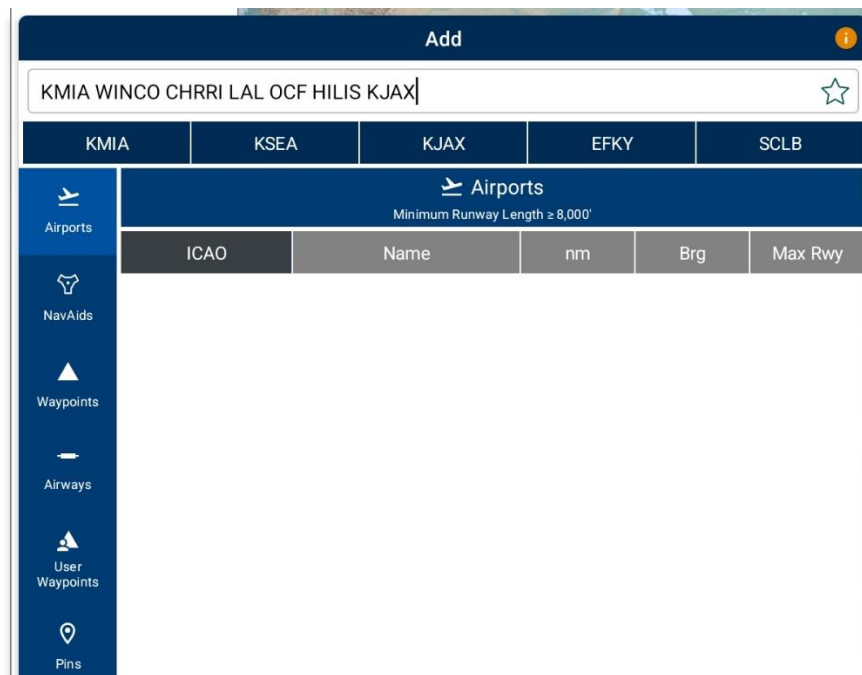 Add
KMIA WINCO CHRRI LAL OCF HILIS KJAX
KMIA KSEA KJAX EFKY SCLB
Airports
Airports
Minimum Runway Length ≥ 8,000'
ICAO Name nm Brg Max Rwy
NavAids
Waypoints
Airways
User
Waypoints
Pins